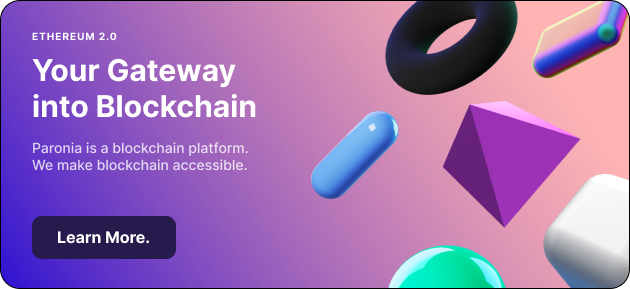 ETHEREUM 2.0
Your Gateway
into Blockchain
Paronia is a blockchain platform.
We make blockchain accessible.
Learn More.